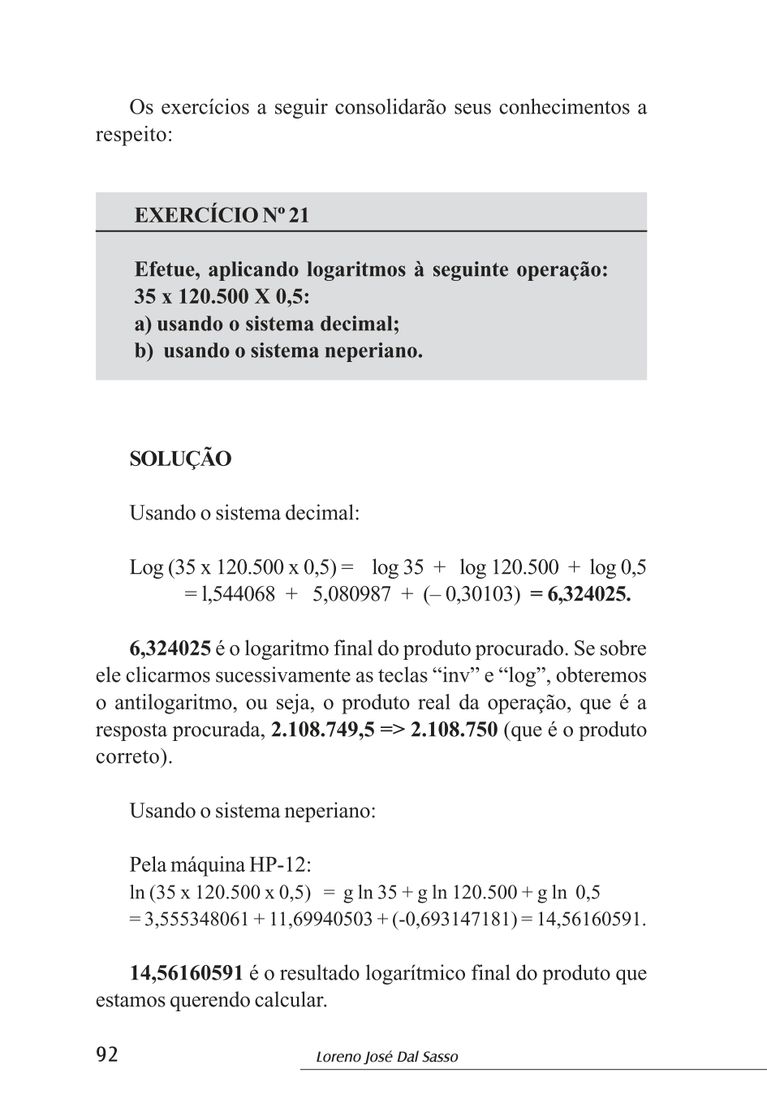 Os exercícios a seguir consolidarão seus conhecimentos a
respeito:
EXERCÍCIO Nº 21
Efetue, aplicando logaritmos à seguinte operação:
35 x 120.500 X 0,5:
a) usando o sistema decimal;
b) usando o sistema neperiano.
SOLUÇÃO
Usando o sistema decimal:
Log (35 x 120.500 x 0,5) = log 35 + log 120.500 + log 0,5
= l,544068 + 5,080987 + (– 0,30103) = 6,324025.
6,324025 é o logaritmo final do produto procurado. Se sobre
ele clicarmos sucessivamente as teclas “inv” e “log”, obteremos
o antilogaritmo, ou seja, o produto real da operação, que é a
resposta procurada, 2.108.749,5 => 2.108.750 (que é o produto
correto).
Usando o sistema neperiano:
Pela máquina HP-12:
ln (35 x 120.500 x 0,5) = g ln 35 + g ln 120.500 + g ln 0,5
= 3,555348061 + 11,69940503 + (-0,693147181) = 14,56160591.
14,56160591 é o resultado logarítmico final do produto que
estamos querendo calcular.
92 Loreno José Dal Sasso